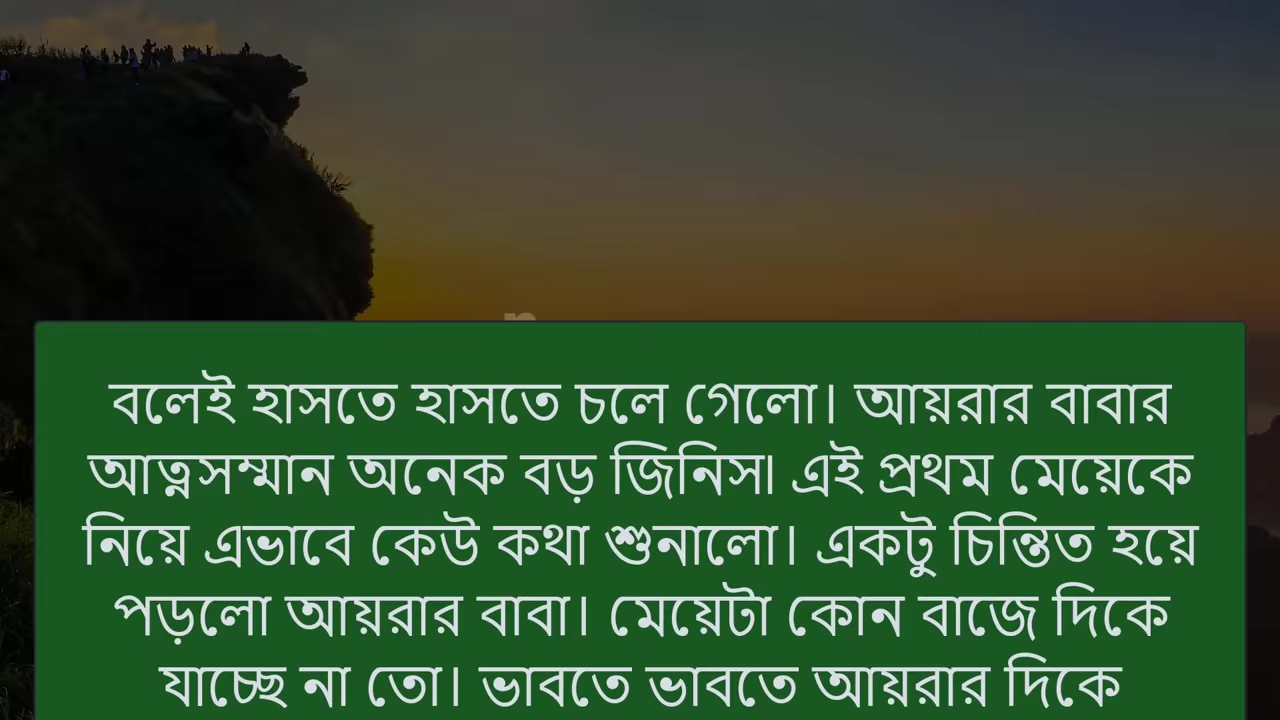 বলেই হাসতে হাসতে চলে গেলো। আয়রার বাবার
আত্নসম্মান অনেক বড় জিনিস৷ এই প্রথম মেয়েকে
নিয়ে এভাবে কেউ কথা শুনালো। একটু চিন্তিত হয়ে
পড়লো আয়রার বাবা। মেয়েটা কোন বাজে দিকে
যাচ্ছে না তো। ভাবতে ভাবতে আয়রার দিকে